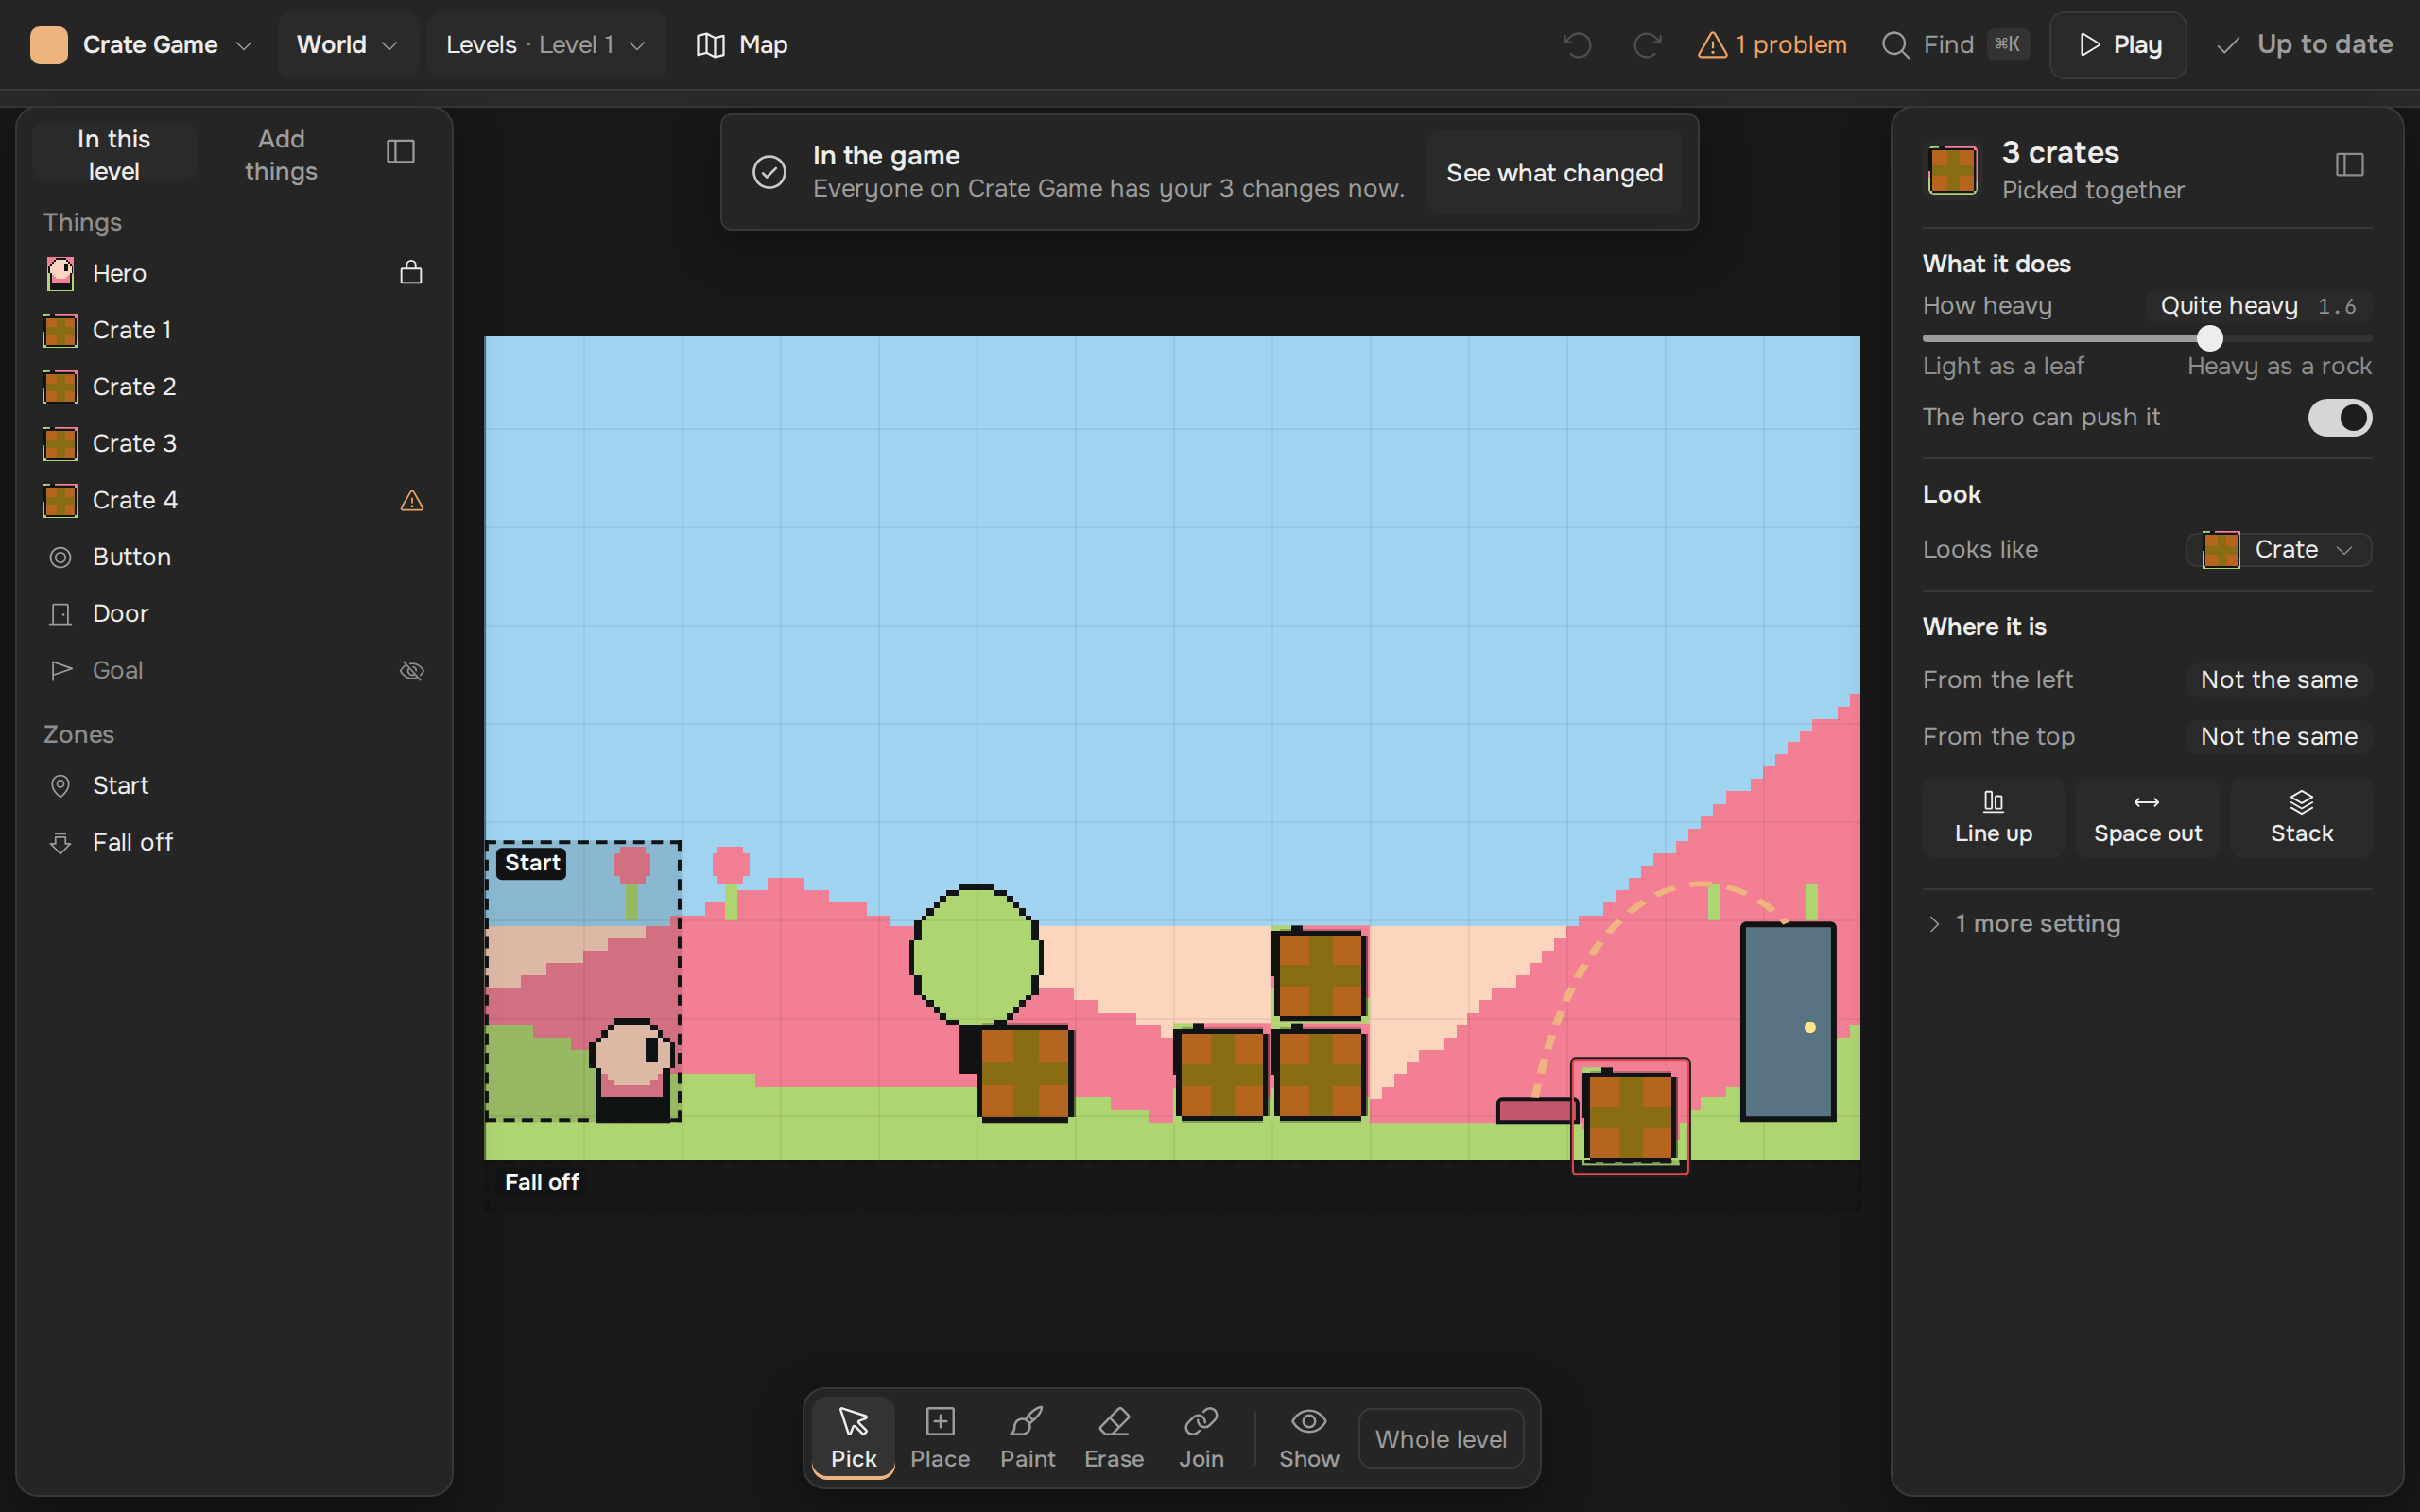 Crate Game
World
Levels · Level 1
Map
1 problem
Find ⌘K
Play
Up to date
In this level
Add things
Things
Hero
Crate 1
Crate 2
Crate 3
Crate 4
Button
Door
Goal
Zones
Start
Fall off
In the game
Everyone on Crate Game has your 3 changes now.
See what changed
Start
Fall off
Pick
Place
Paint
Erase
Join
Show
Whole level
3 crates
Picked together
What it does
How heavy
Quite heavy 1.6
Light as a leaf
Heavy as a rock
The hero can push it
Look
Looks like
Crate
Where it is
From the left
Not the same
From the top
Not the same
Line up
Space out
Stack
1 more setting